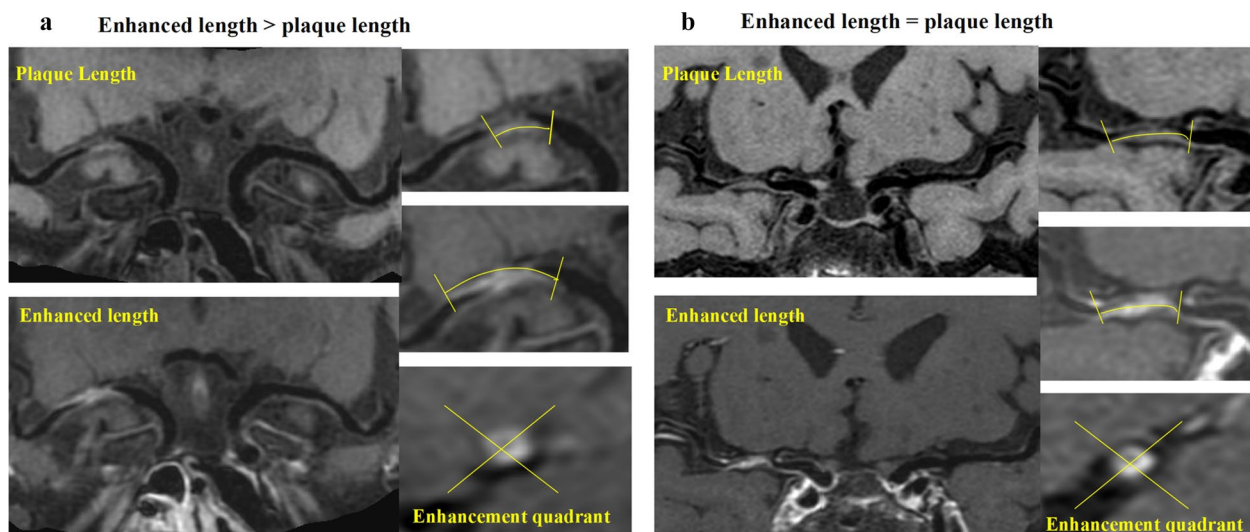 a Enhanced length > plaque length
Plaque Length
Enhanced length
Enhancement quadrant
b Enhanced length = plaque length
Plaque Length
Enhanced length
Enhancement quadrant